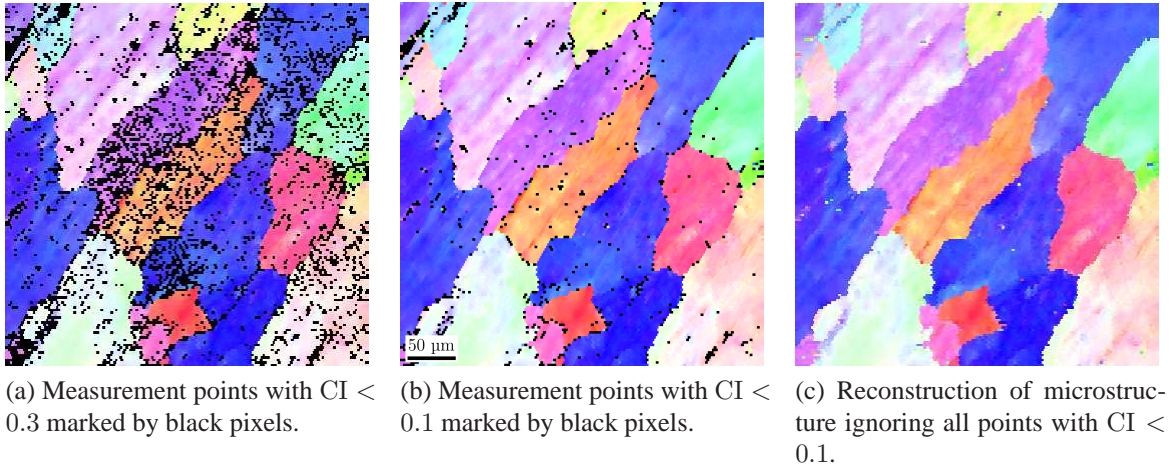 50 µm
(a) Measurement points with CI <
0.3 marked by black pixels.
(b) Measurement points with CI <
0.1 marked by black pixels.
(c) Reconstruction of microstruc-
ture ignoring all points with CI <
0.1.